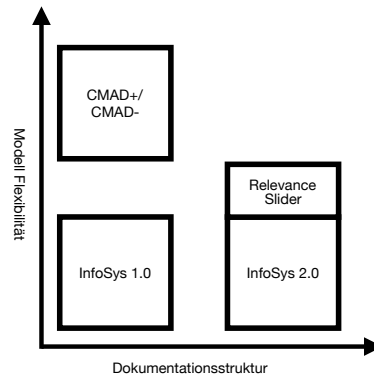 CMAD+/
CMAD-
Modell Flexibilität
Relevance
Slider
InfoSys 1.0
InfoSys 2.0
Dokumentationsstruktur